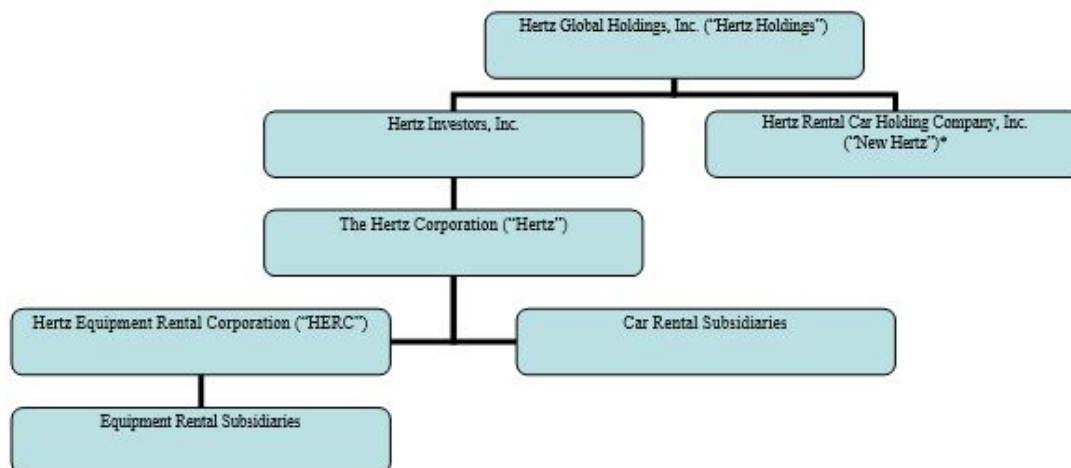 Hertz Global Holdings, Inc. (“Hertz Holdings”)
Hertz Investors, Inc.
Hertz Rental Car Holding Company, Inc.
(“New Hertz”)*
The Hertz Corporation (“Hertz”)
Hertz Equipment Rental Corporation (“HERC”)
Car Rental Subsidiaries
Equipment Rental Subsidiaries